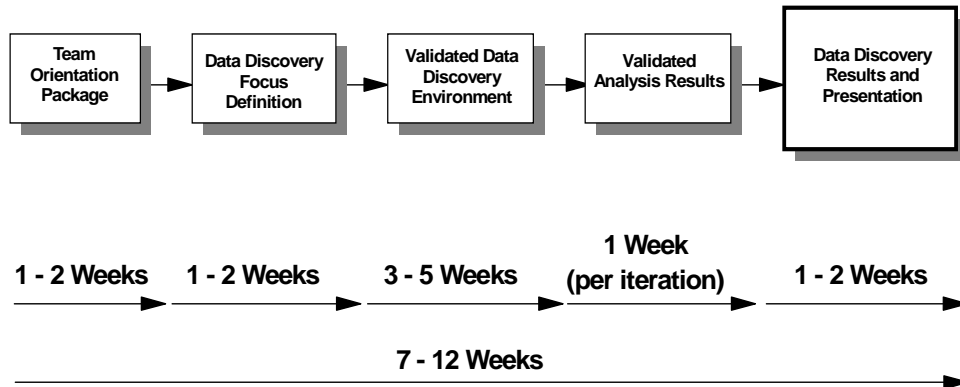 Team
Orientation
Package
Data Discovery
Focus
Definition
Validated Data
Discovery
Environment
Validated
Analysis Results
Data Discovery
Results and
Presentation
1 - 2 Weeks
1 - 2 Weeks
3 - 5 Weeks
1 Week
(per iteration)
1 - 2 Weeks
7 - 12 Weeks